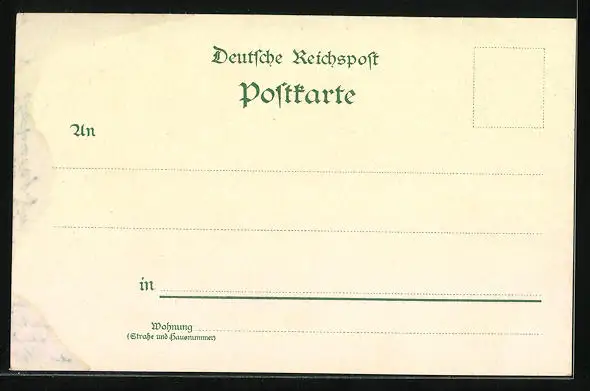 Deutſche Reichspoſt
Poſtkarte
An
in
Wohnung
(Straße und Hausnummer)